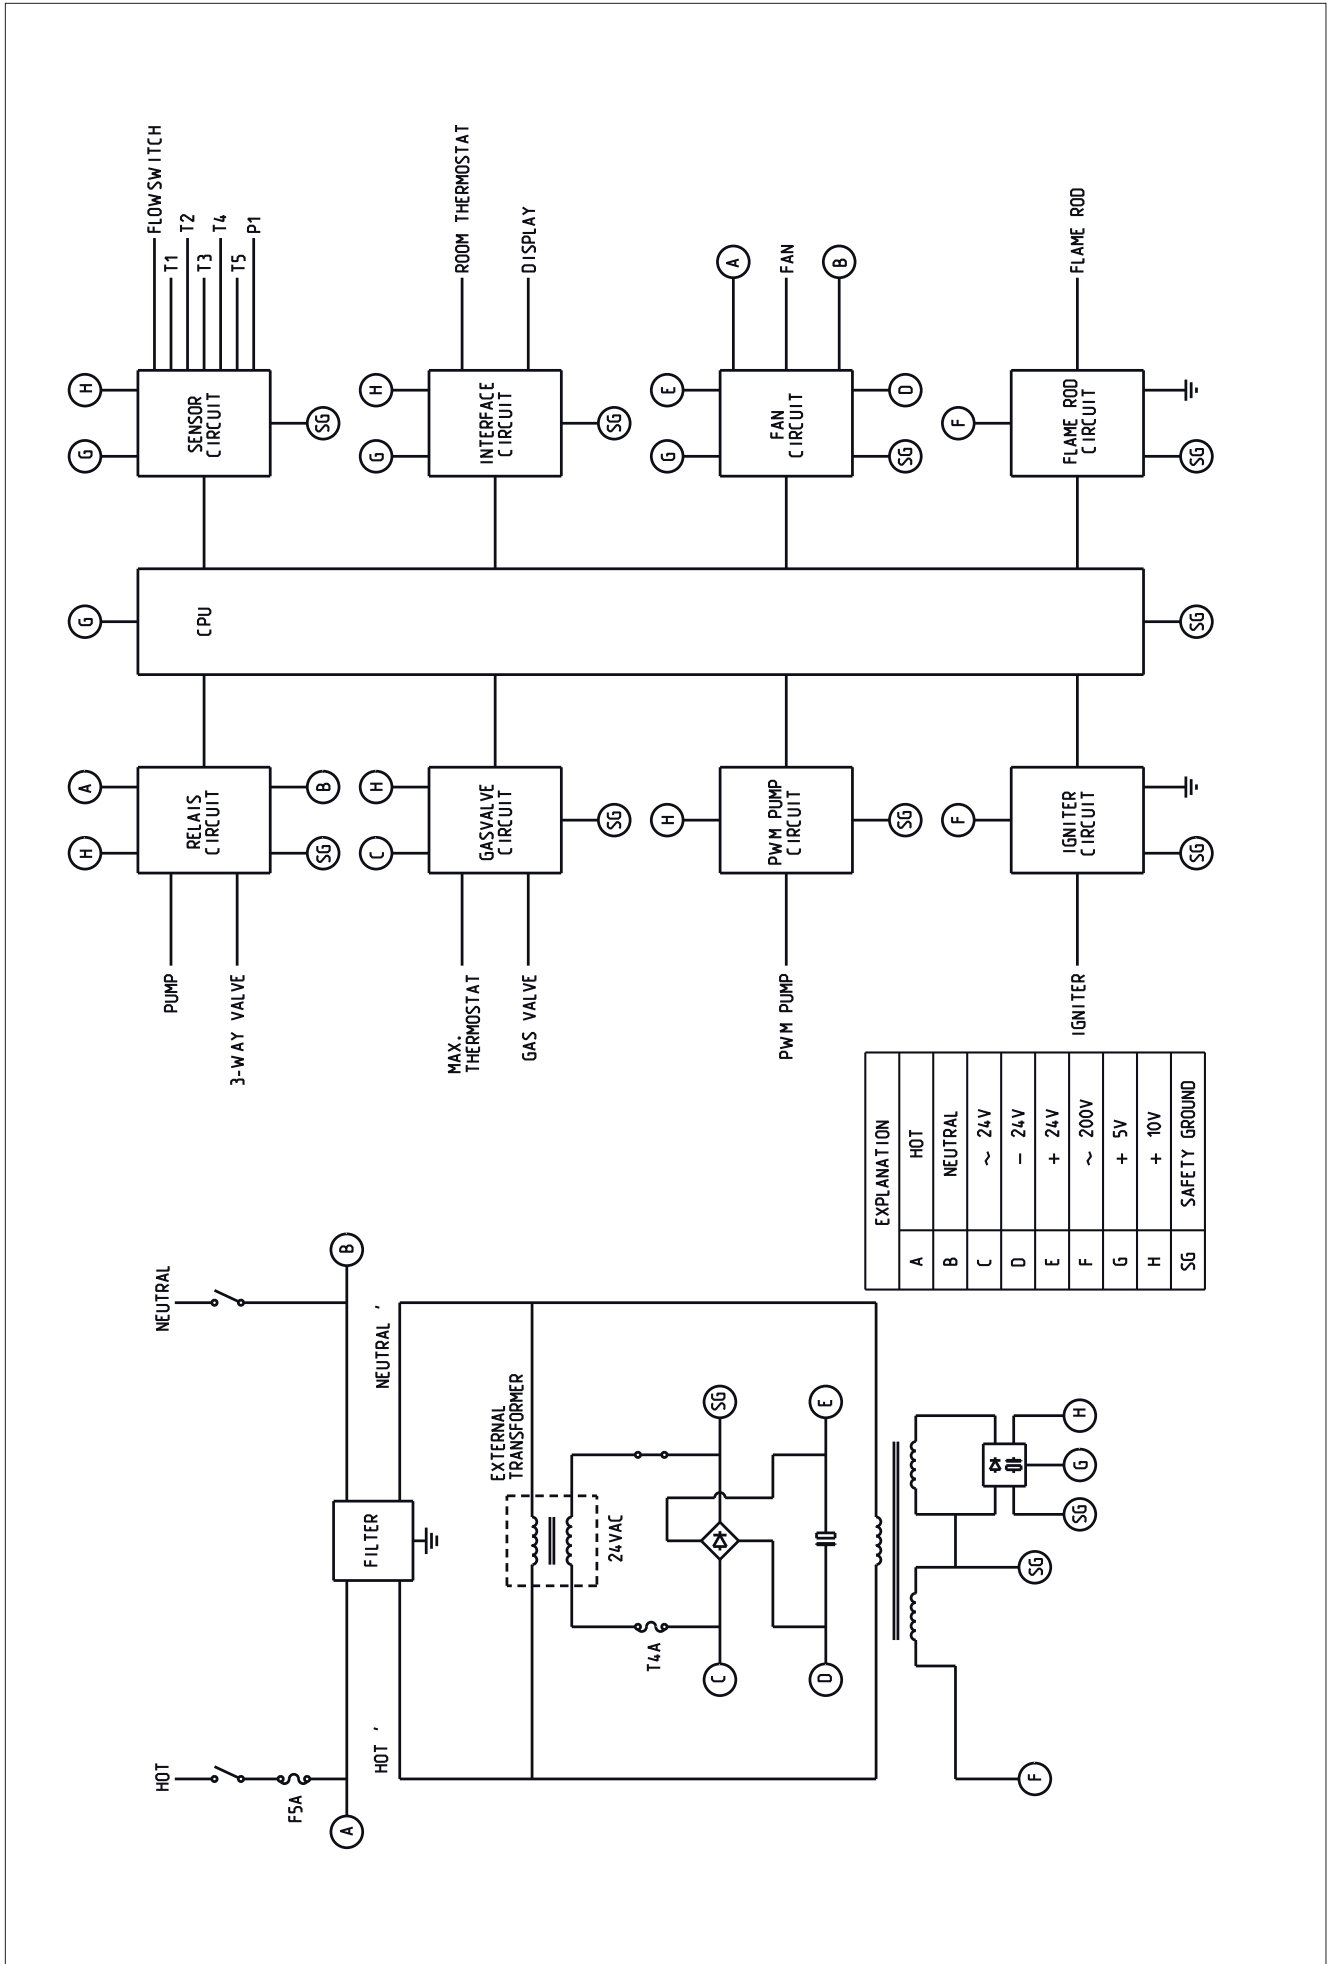 HOT
NEUTRAL
F5A
A
B
HOT '
FILTER
NEUTRAL '
EXTERNAL
TRANSFORMER
24VAC
T4A
C
SG
D
E
F
SG
SG
G
H
EXPLANATION
A HOT
B NEUTRAL
C ~ 24V
D - 24V
E + 24V
F ~ 200V
G + 5V
H + 10V
SG SAFETY GROUND
H
A
PUMP
3-WAY VALVE
RELAIS
CIRCUIT
SG
B
C
H
MAX.
THERMOSTAT
GAS VALVE
GASVALVE
CIRCUIT
SG
H
PWM PUMP
PWM PUMP
CIRCUIT
SG
F
IGNITER
IGNITER
CIRCUIT
SG
G
CPU
SG
G
H
SENSOR
CIRCUIT
FLOWSWITCH
T1
T2
T3
T4
T5
P1
SG
G
H
INTERFACE
CIRCUIT
ROOM THERMOSTAT
DISPLAY
SG
G
E
FAN
CIRCUIT
A
FAN
B
SG
D
F
FLAME ROD
CIRCUIT
FLAME ROD
SG